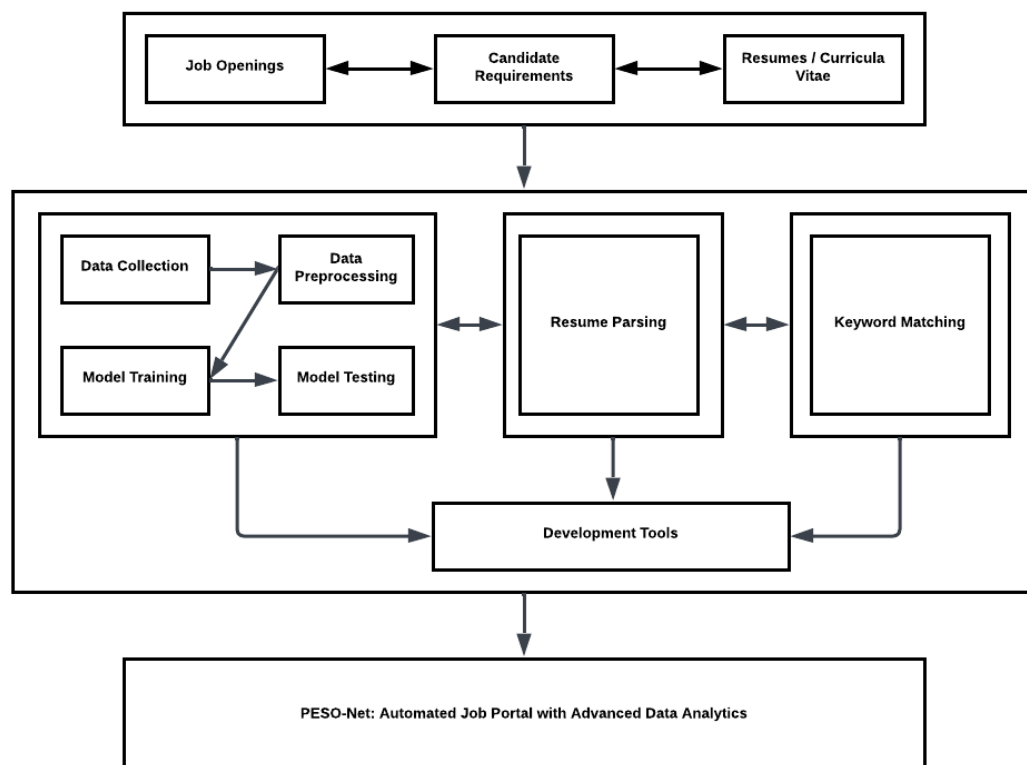 Job Openings
Candidate
Requirements
Resumes / Curricula
Vitae
Data Collection
Data
Preprocessing
Model Training
Model Testing
Resume Parsing
Keyword Matching
Development Tools
PESO-Net: Automated Job Portal with Advanced Data Analytics